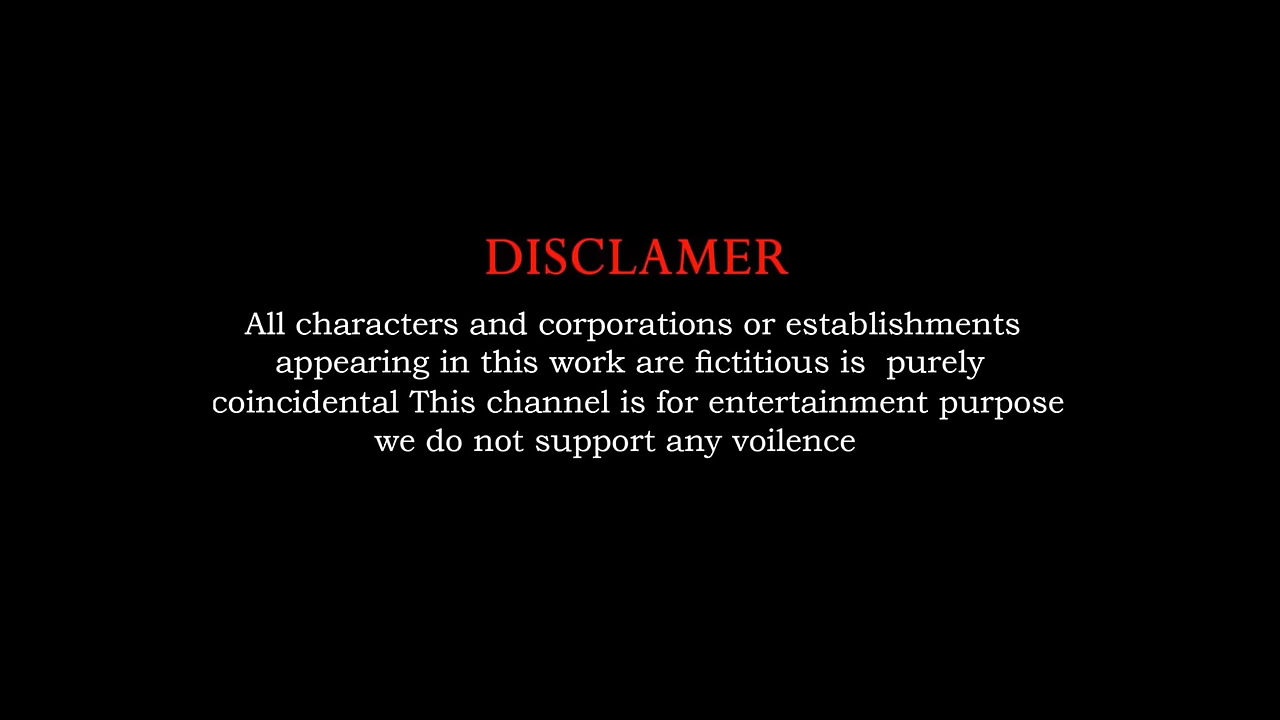 DISCLAMER
All characters and corporations or establishments
appearing in this work are fictitious is  purely
coincidental This channel is for entertainment purpose
we do not support any voilence